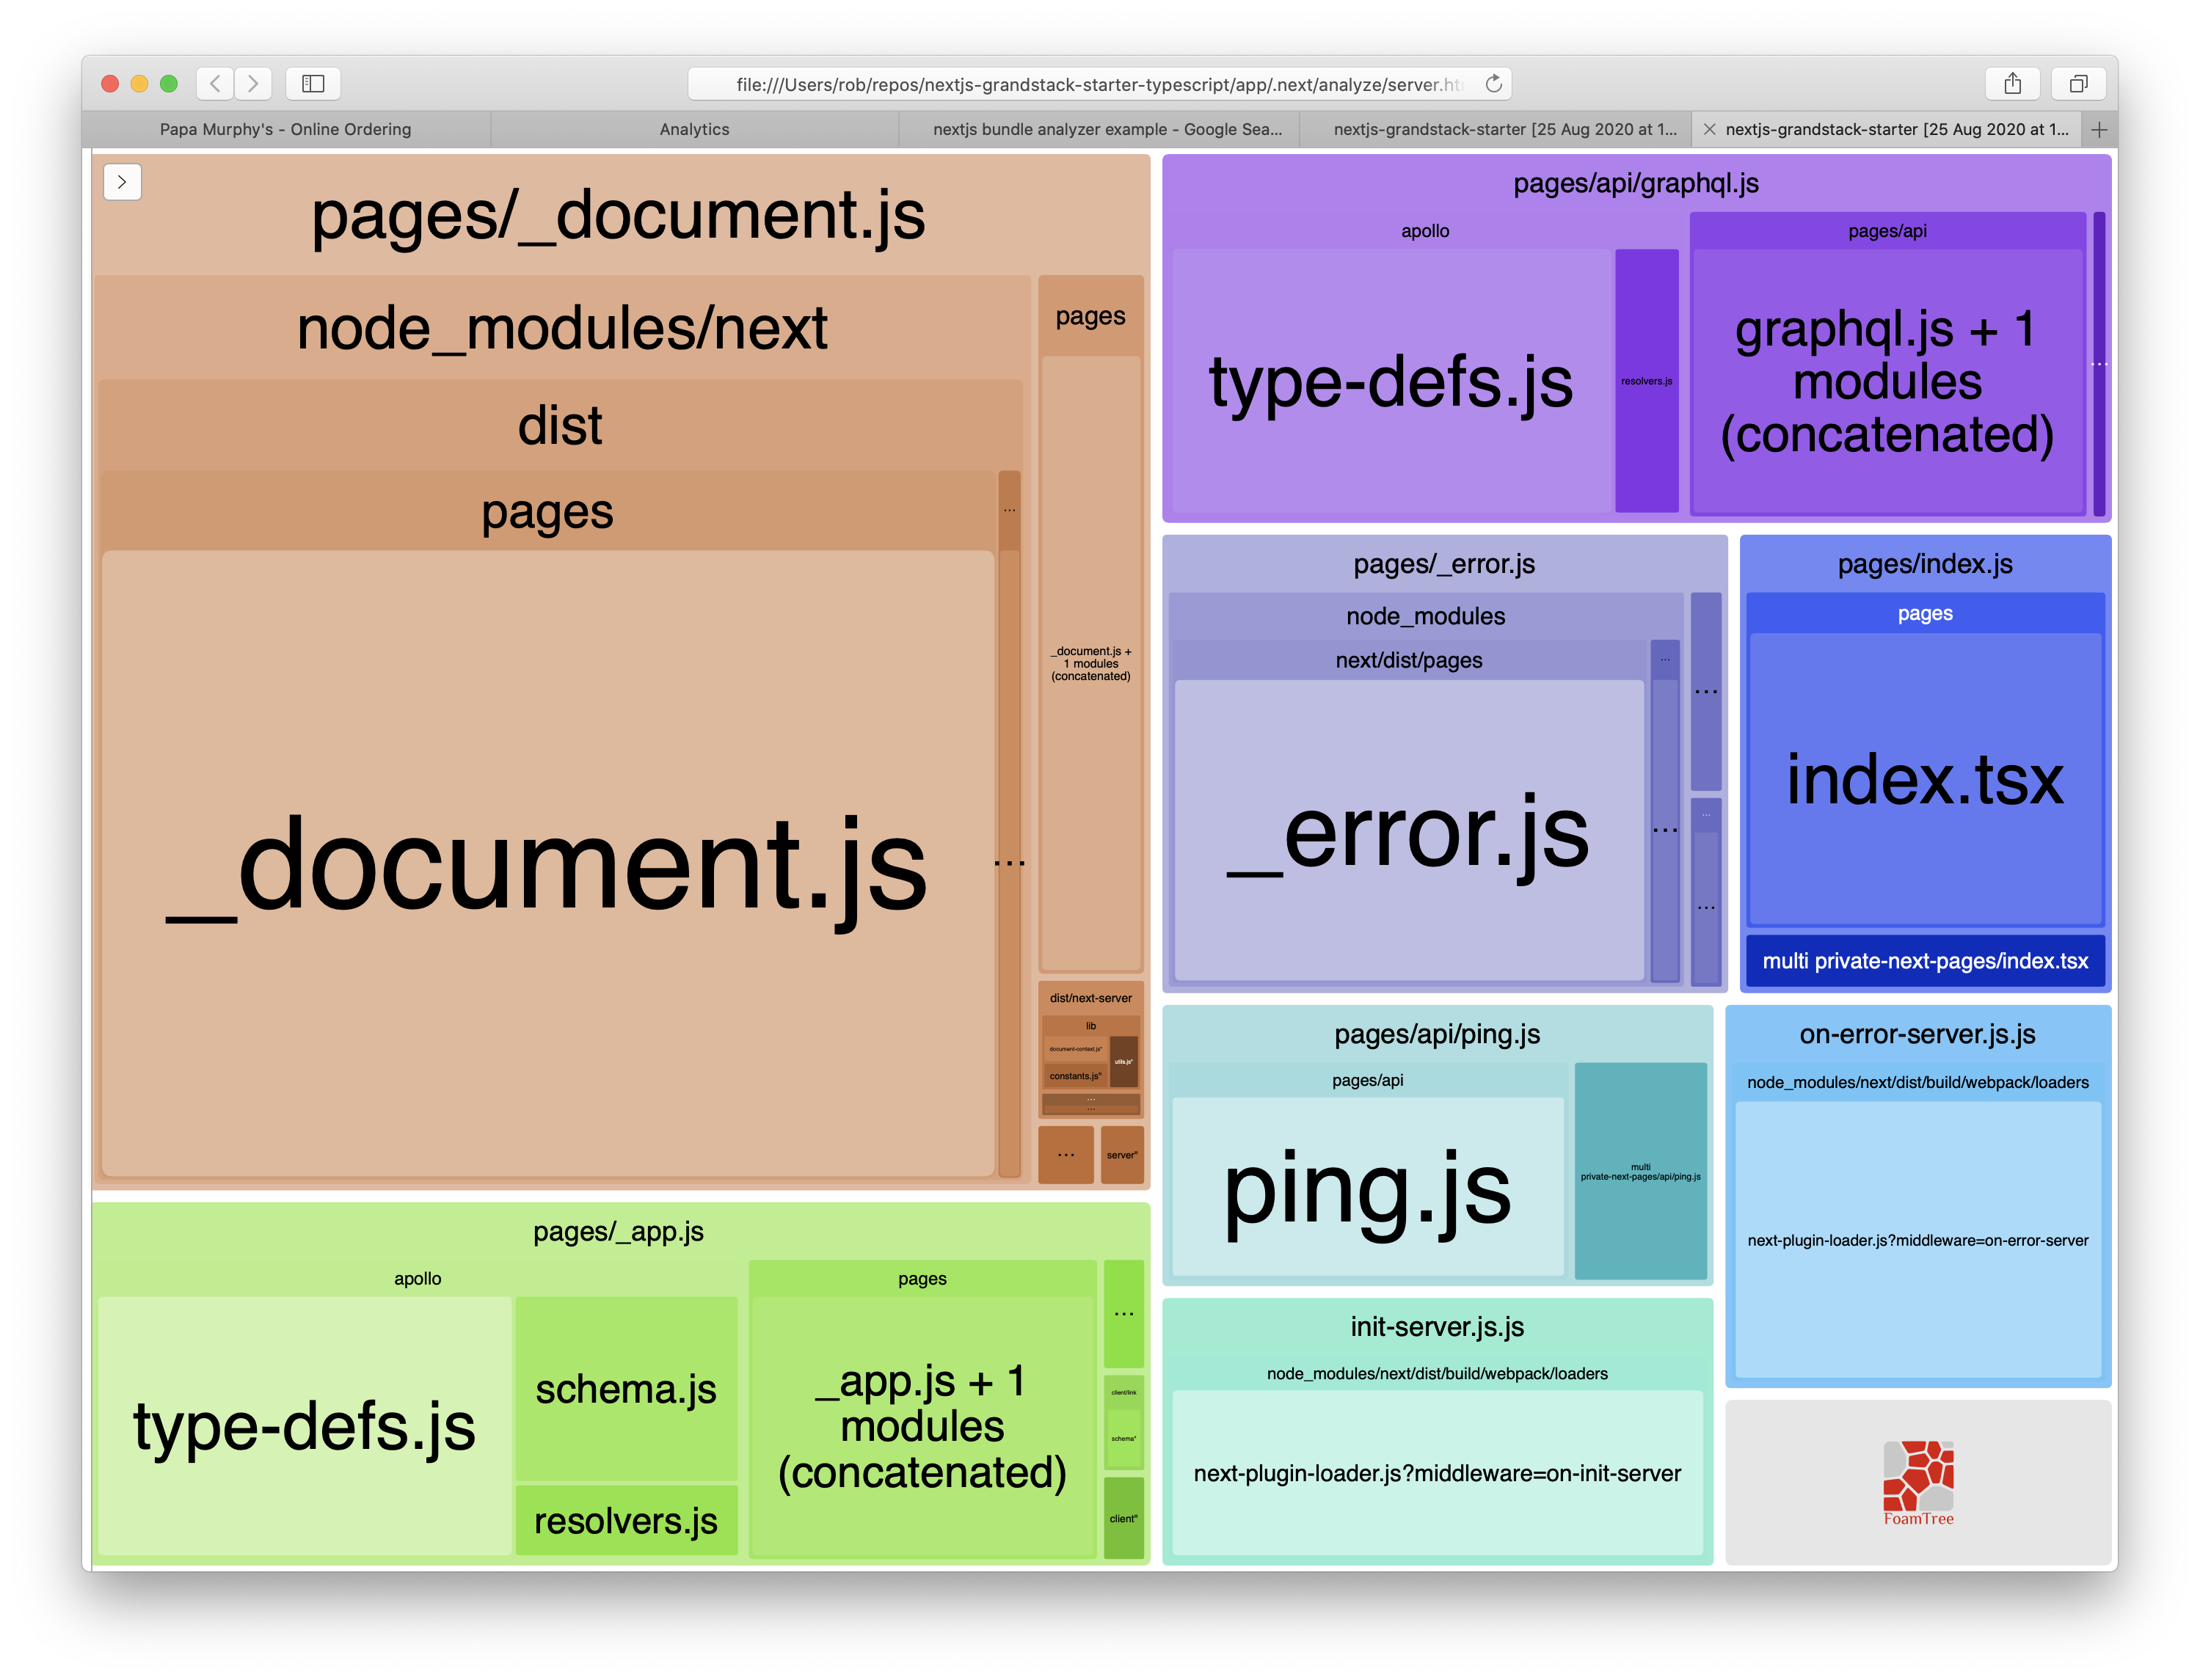 file:///Users/rob/repos/nextjs-grandstack-starter-typescript/app/.next/analyze/server.htm
Papa Murphy's - Online Ordering
Analytics
nextjs bundle analyzer example - Google Sea...
nextjs-grandstack-starter [25 Aug 2020 at 1...
nextjs-grandstack-starter [25 Aug 2020 at 1...
pages/_document.js
node_modules/next
dist
pages
...
_document.js
...
pages
_document.js +
1 modules
(concatenated)
dist/next-server
lib
document-context.js"
constants.js"
utils.js"
...
...
...
server"
pages/_app.js
apollo
type-defs.js
schema.js
resolvers.js
pages
_app.js + 1
modules
(concatenated)
...
client/link
schema"
client"
pages/api/graphql.js
apollo
type-defs.js
resolvers.js
pages/api
graphql.js + 1
modules
(concatenated)
...
pages/_error.js
node_modules
next/dist/pages
_error.js
...
...
...
...
...
pages/index.js
pages
index.tsx
multi private-next-pages/index.tsx
pages/api/ping.js
pages/api
ping.js
multi
private-next-pages/api/ping.js
on-error-server.js.js
node_modules/next/dist/build/webpack/loaders
next-plugin-loader.js?middleware=on-error-server
init-server.js.js
node_modules/next/dist/build/webpack/loaders
next-plugin-loader.js?middleware=on-init-server
FoamTree